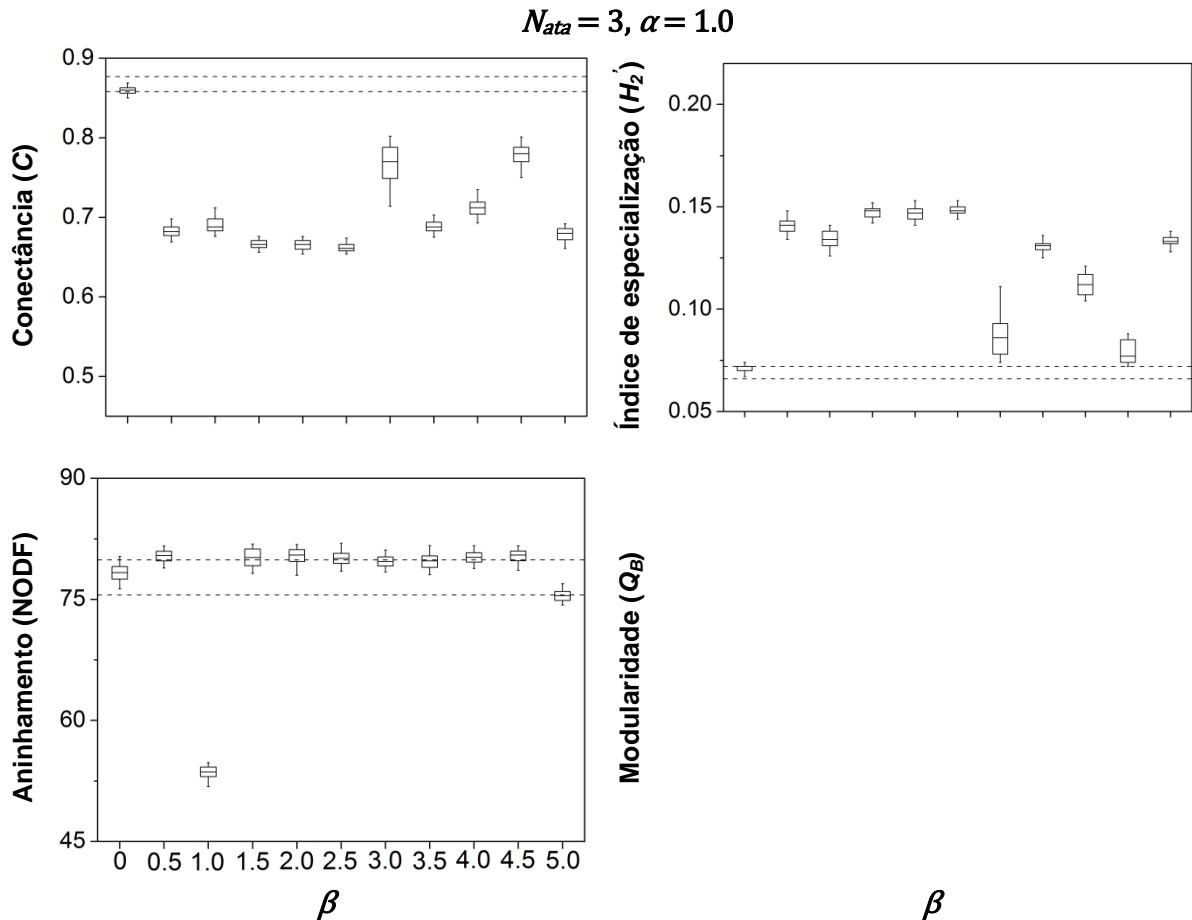 Nata = 3, α = 1.0
Conectância (C)
0.9
0.8
0.7
0.6
0.5
Índice de especialização (H2')
0.20
0.15
0.10
0.05
Aninhamento (NODF)
90
75
60
45
0 0.5 1.0 1.5 2.0 2.5 3.0 3.5 4.0 4.5 5.0
β
Modularidade (QB)
β